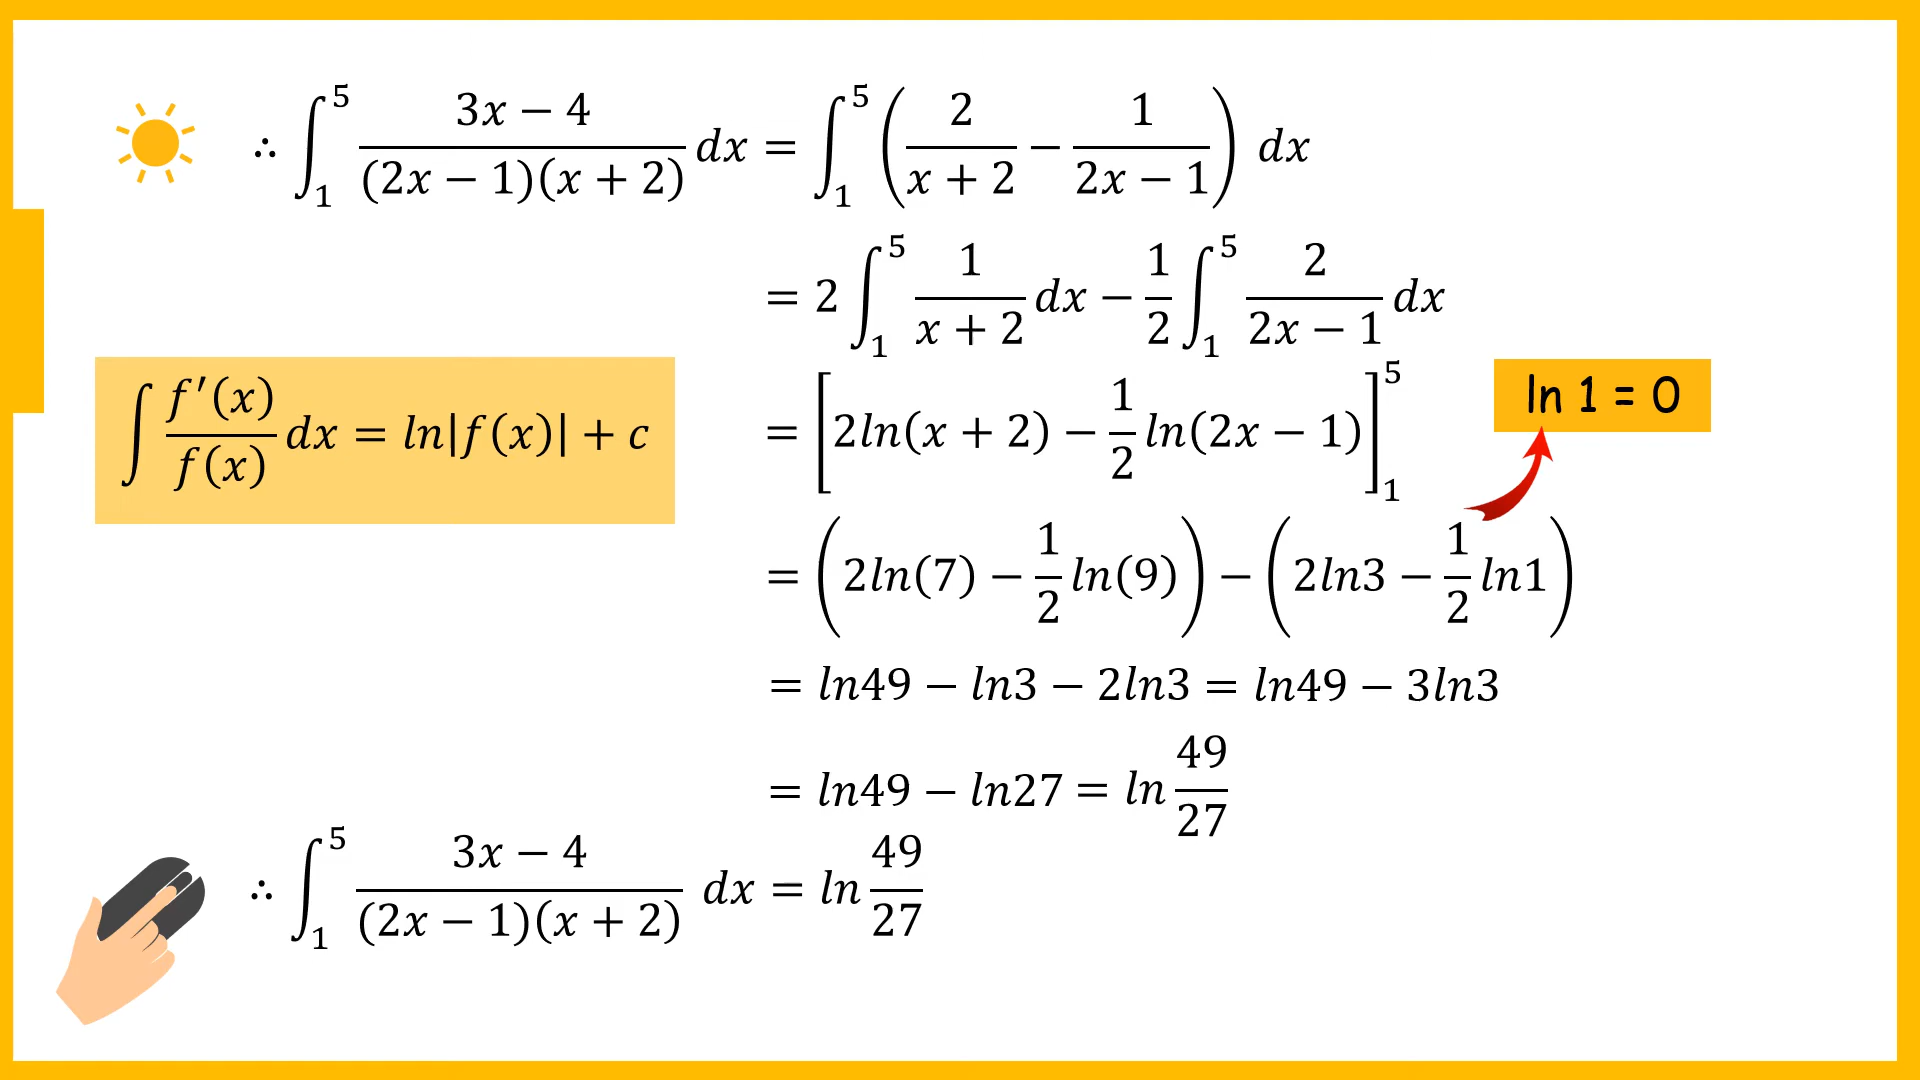 ∴ ∫₁⁵ (3x − 4)/((2x − 1)(x + 2)) dx = ∫₁⁵ (2/(x + 2) − 1/(2x − 1)) dx
= 2 ∫₁⁵ 1/(x + 2) dx − 1/2 ∫₁⁵ 2/(2x − 1) dx
∫ f′(x)/f(x) dx = ln|f(x)| + c
= [2ln(x + 2) − 1/2 ln(2x − 1)]₁⁵
ln 1 = 0
= (2ln(7) − 1/2 ln(9)) − (2ln3 − 1/2 ln1)
= ln49 − ln3 − 2ln3 = ln49 − 3ln3
= ln49 − ln27 = ln 49/27
∴ ∫₁⁵ (3x − 4)/((2x − 1)(x + 2)) dx = ln 49/27